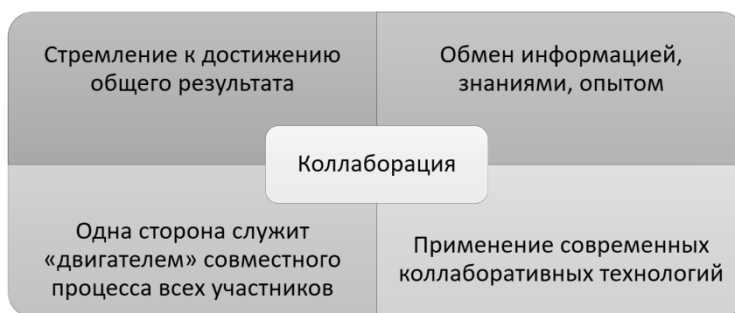 Стремление к достижению
общего результата
Обмен информацией,
знаниями, опытом
Коллаборация
Одна сторона служит
«двигателем» совместного
процесса всех участников
Применение современных
коллаборативных технологий